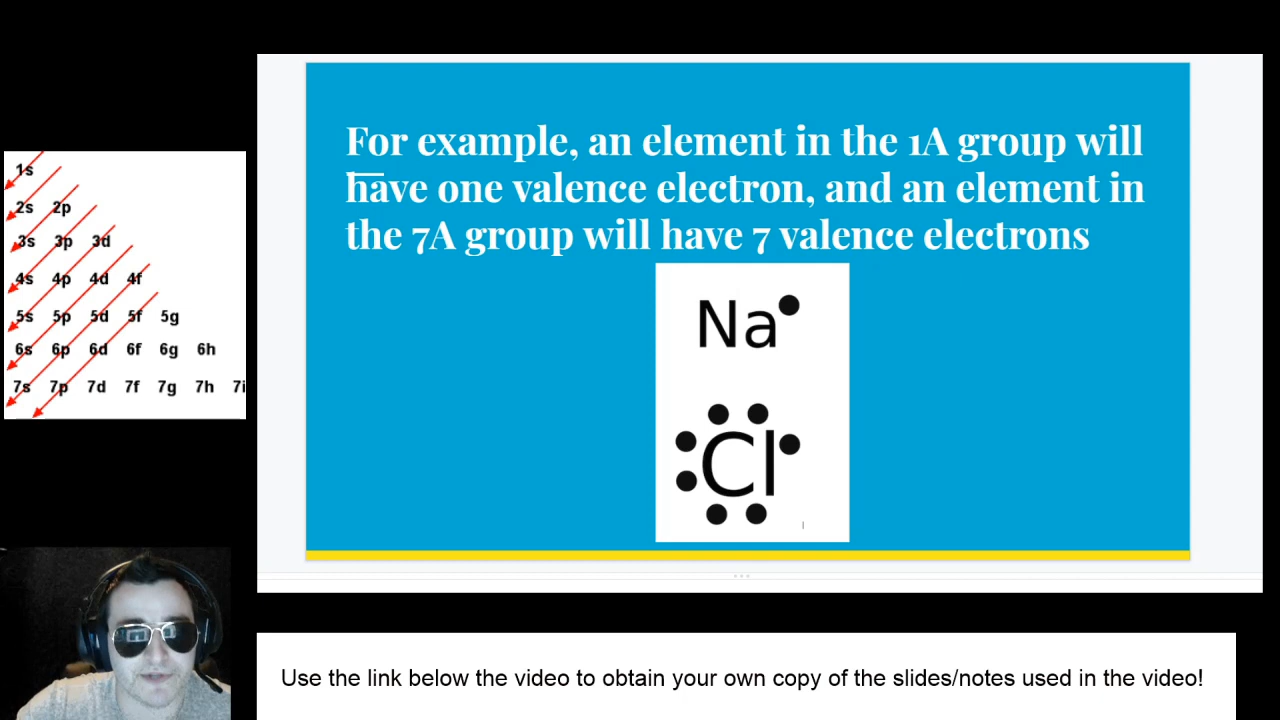 For example, an element in the 1A group will
have one valence electron, and an element in
the 7A group will have 7 valence electrons
Na
Cl
1s
2s 2p
3s 3p 3d
4s 4p 4d 4f
5s 5p 5d 5f 5g
6s 6p 6d 6f 6g 6h
7s 7p 7d 7f 7g 7h 7i
Use the link below the video to obtain your own copy of the slides/notes used in the video!